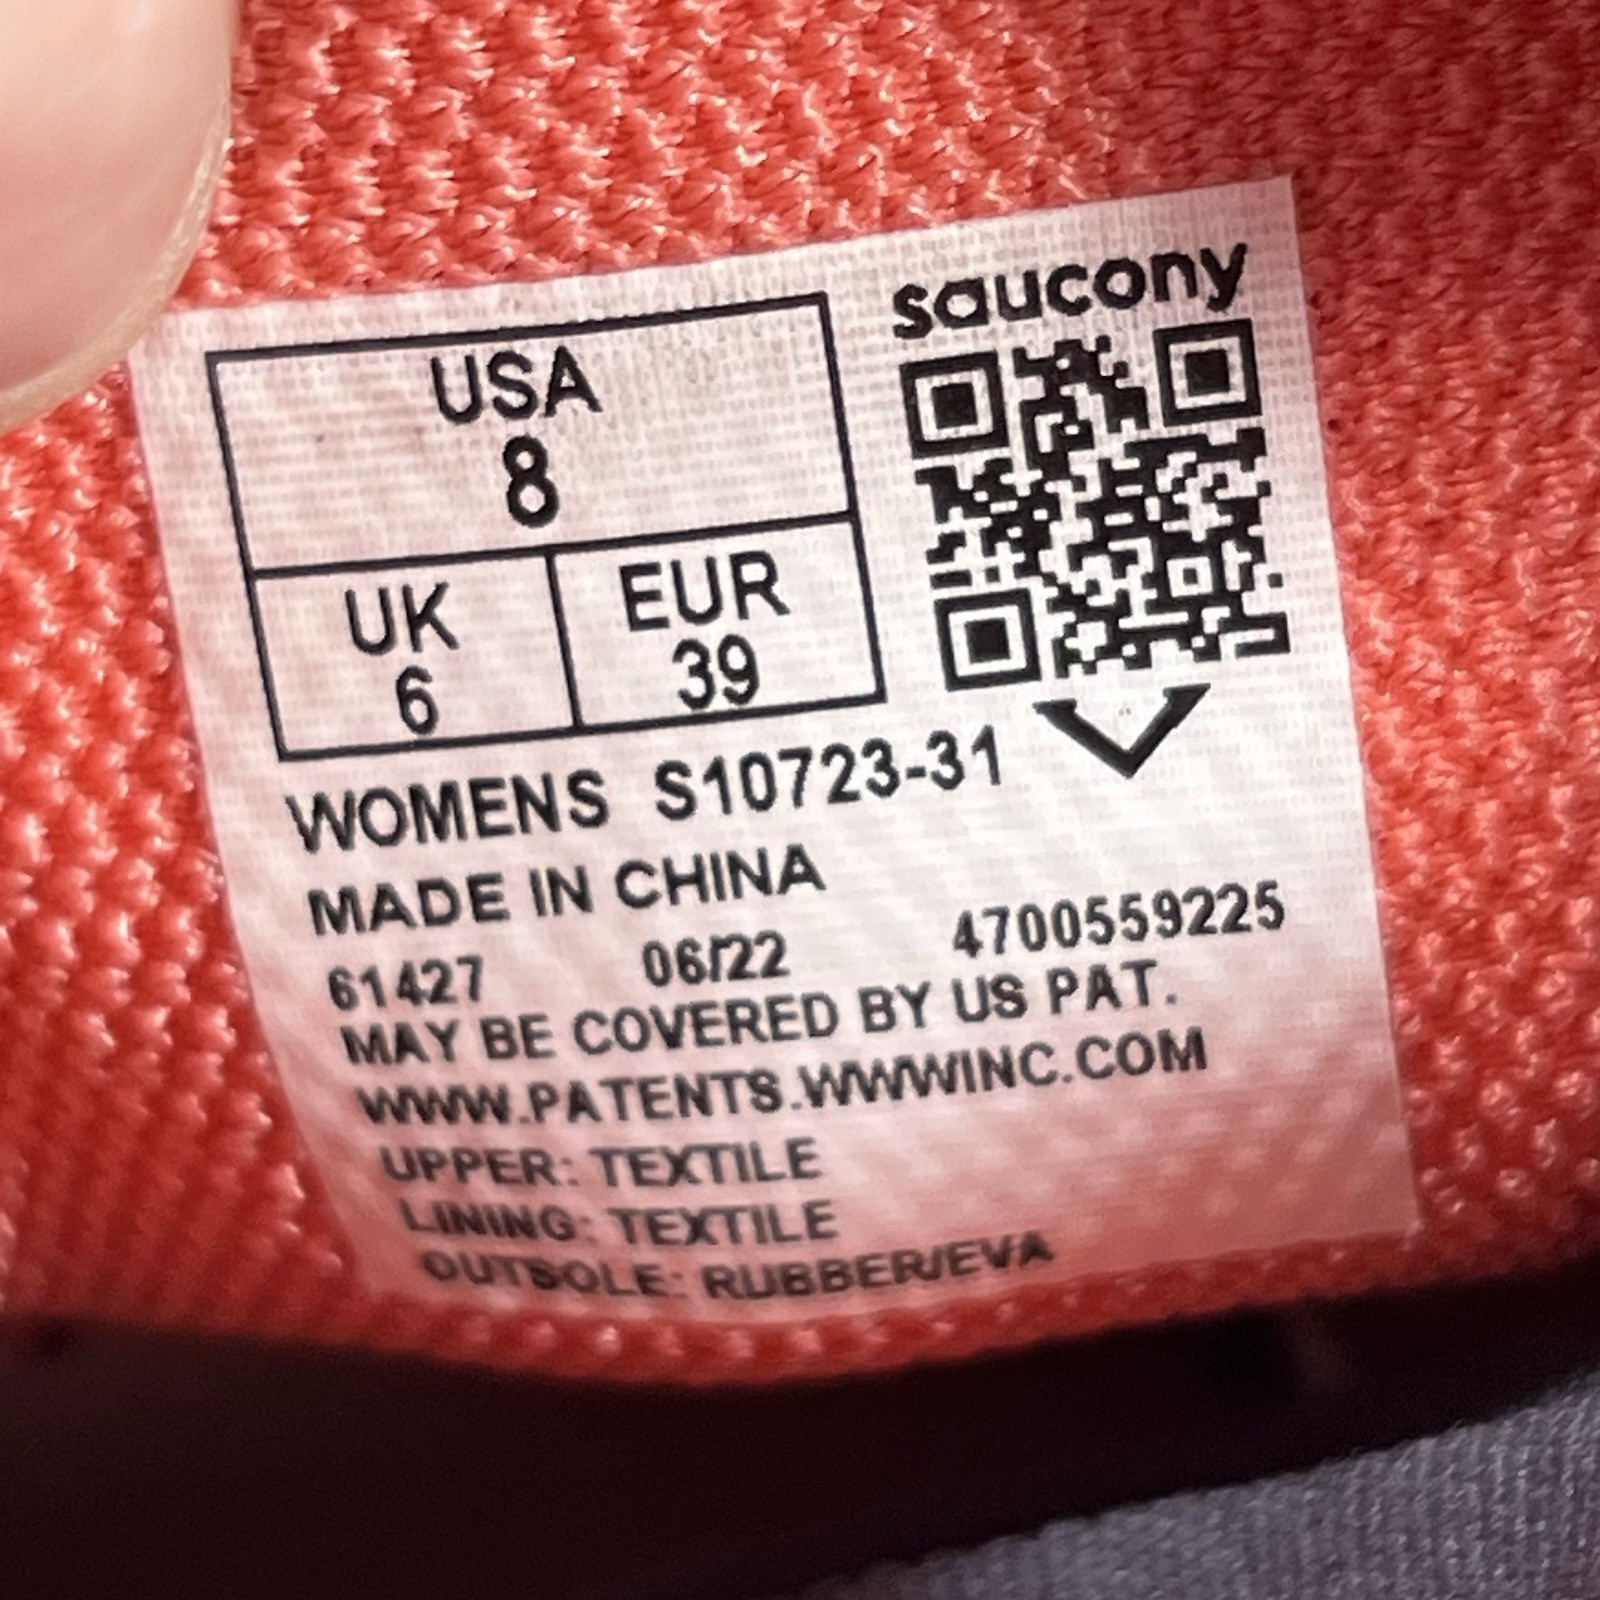 saucony
USA
8
UK
6
EUR
39
WOMENS S10723-31
MADE IN CHINA
61427 06/22 4700559225
MAY BE COVERED BY US PAT.
WWW.PATENTS.WWWINC.COM
UPPER: TEXTILE
LINING: TEXTILE
OUTSOLE: RUBBER/EVA